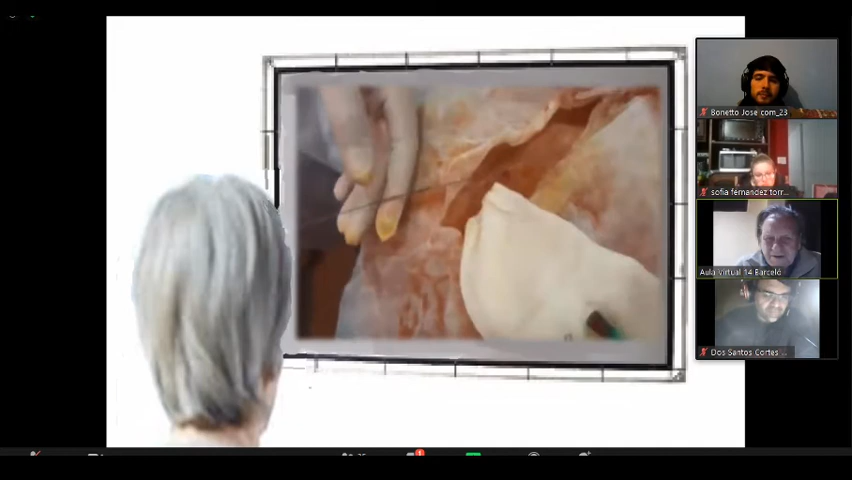 Bonetto Jose com_23
sofia fernandez torr...
Aula virtual 14 Barceló
Dos Santos Cortes ...